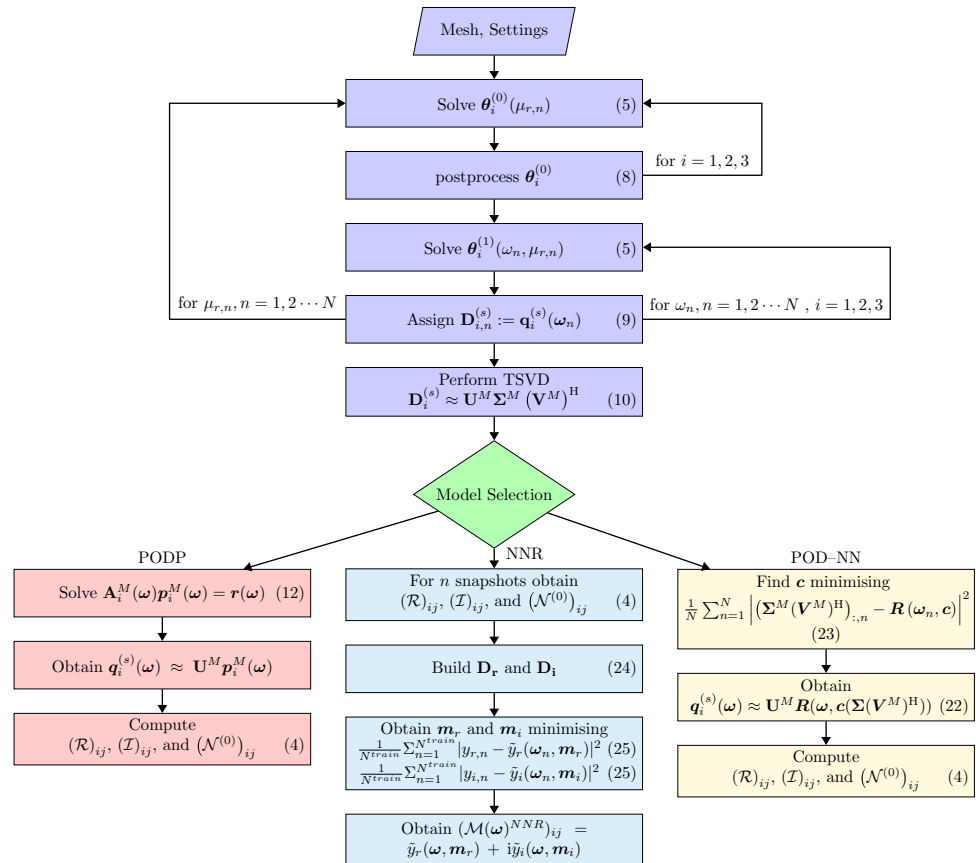 Mesh, Settings
Solve θ_i^{(0)}(μ_{r,n}) (5)
postprocess θ_i^{(0)} (8)
for i = 1, 2, 3
Solve θ_i^{(1)}(ω_n, μ_{r,n}) (5)
for μ_{r,n}, n = 1, 2 ⋯ N
Assign D_{i,n}^{(s)} := q_i^{(s)}(ω_n) (9)
for ω_n, n = 1, 2 ⋯ N , i = 1, 2, 3
Perform TSVD
D_i^{(s)} ≈ U^M Σ^M (V^M)^H (10)
Model Selection
PODP
Solve A_i^M(ω)p_i^M(ω) = r(ω) (12)
Obtain q_i^{(s)}(ω) ≈ U^M p_i^M(ω)
Compute
(R)_{ij}, (I)_{ij}, and (N^{(0)})_{ij} (4)
NNR
For n snapshots obtain
(R)_{ij}, (I)_{ij}, and (N^{(0)})_{ij} (4)
Build D_r and D_i (24)
Obtain m_r and m_i minimising
1/N^{train} Σ_{n=1}^{N^{train}} |y_{r,n} − ỹ_r(ω_n, m_r)|^2 (25)
1/N^{train} Σ_{n=1}^{N^{train}} |y_{i,n} − ỹ_i(ω_n, m_i)|^2 (25)
Obtain (M(ω)^{NNR})_{ij} =
ỹ_r(ω, m_r) + iỹ_i(ω, m_i)
POD–NN
Find c minimising
1/N ∑_{n=1}^{N} |(Σ^M(V^M)^H)_{:,n} − R(ω_n, c)|^2
(23)
Obtain
q_i^{(s)}(ω) ≈ U^M R(ω, c(Σ(V^M)^H)) (22)
Compute
(R)_{ij}, (I)_{ij}, and (N^{(0)})_{ij} (4)